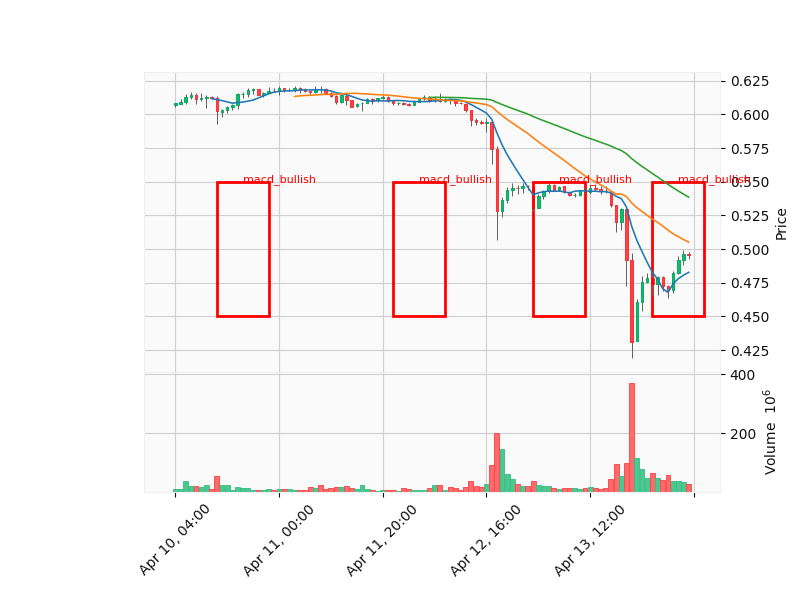 0.625
0.600
0.575
macd_bullish macd_bullish macd_bullish macd_bullish 0.550
0.525
Price
0.500
0.475
0.450
0.425
400
200
Volume 10^6
Apr 10, 04:00
Apr 11, 00:00
Apr 11, 20:00
Apr 12, 16:00
Apr 13, 12:00